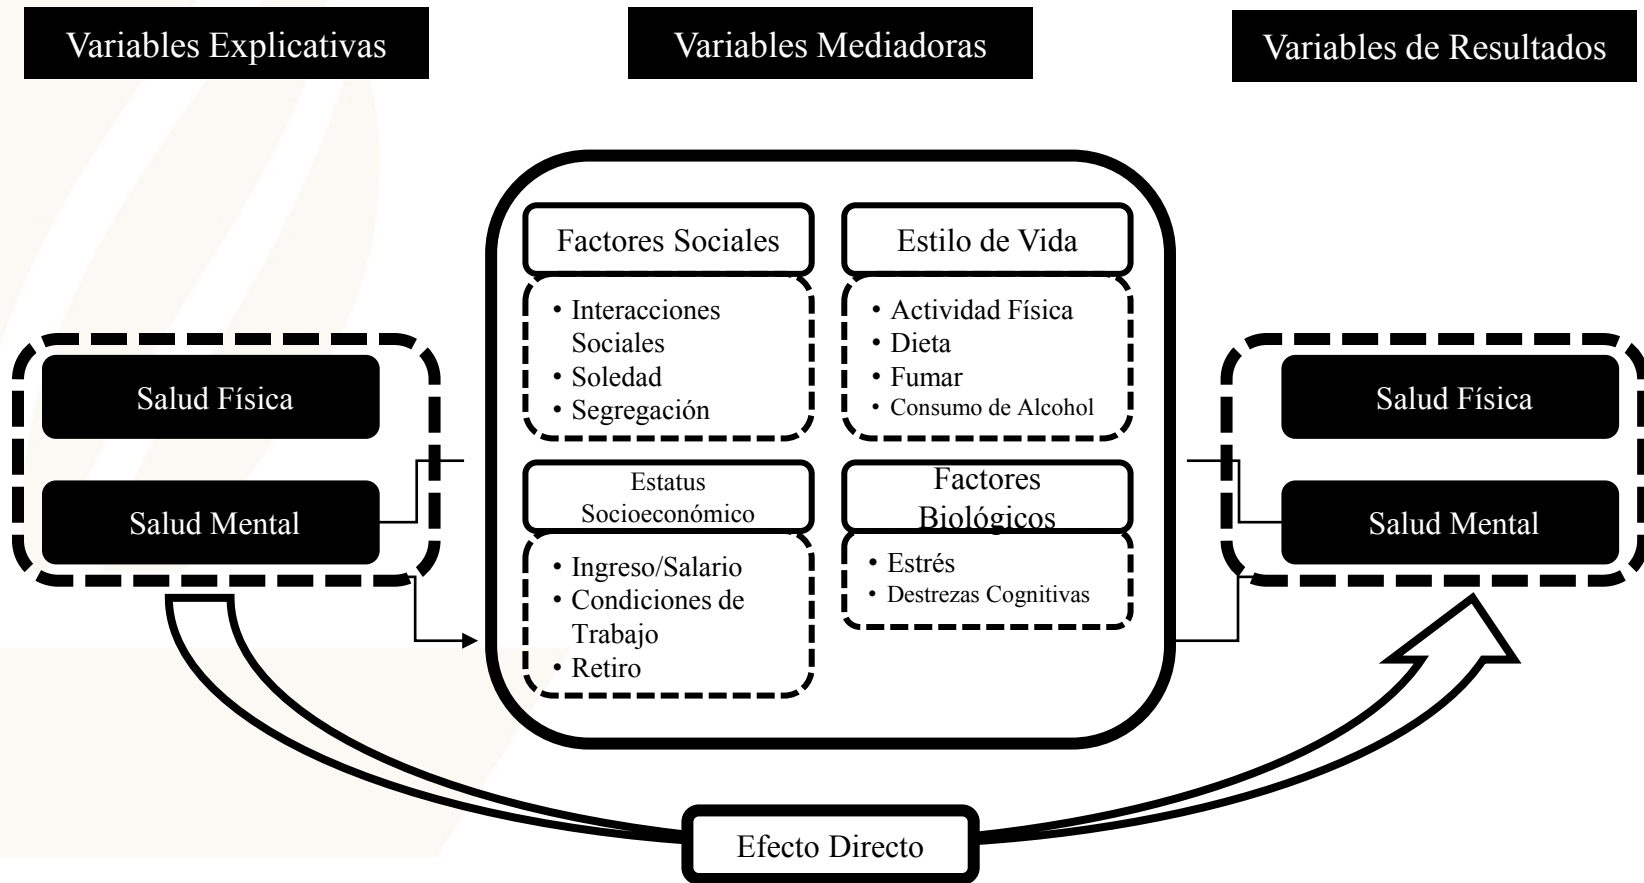 Variables Explicativas
Variables Mediadoras
Variables de Resultados
Salud Física
Salud Mental
Factores Sociales
• Interacciones
Sociales
• Soledad
• Segregación
Estilo de Vida
• Actividad Física
• Dieta
• Fumar
• Consumo de Alcohol
Estatus
Socioeconómico
• Ingreso/Salario
• Condiciones de
Trabajo
• Retiro
Factores
Biológicos
• Estrés
• Destrezas Cognitivas
Salud Física
Salud Mental
Efecto Directo